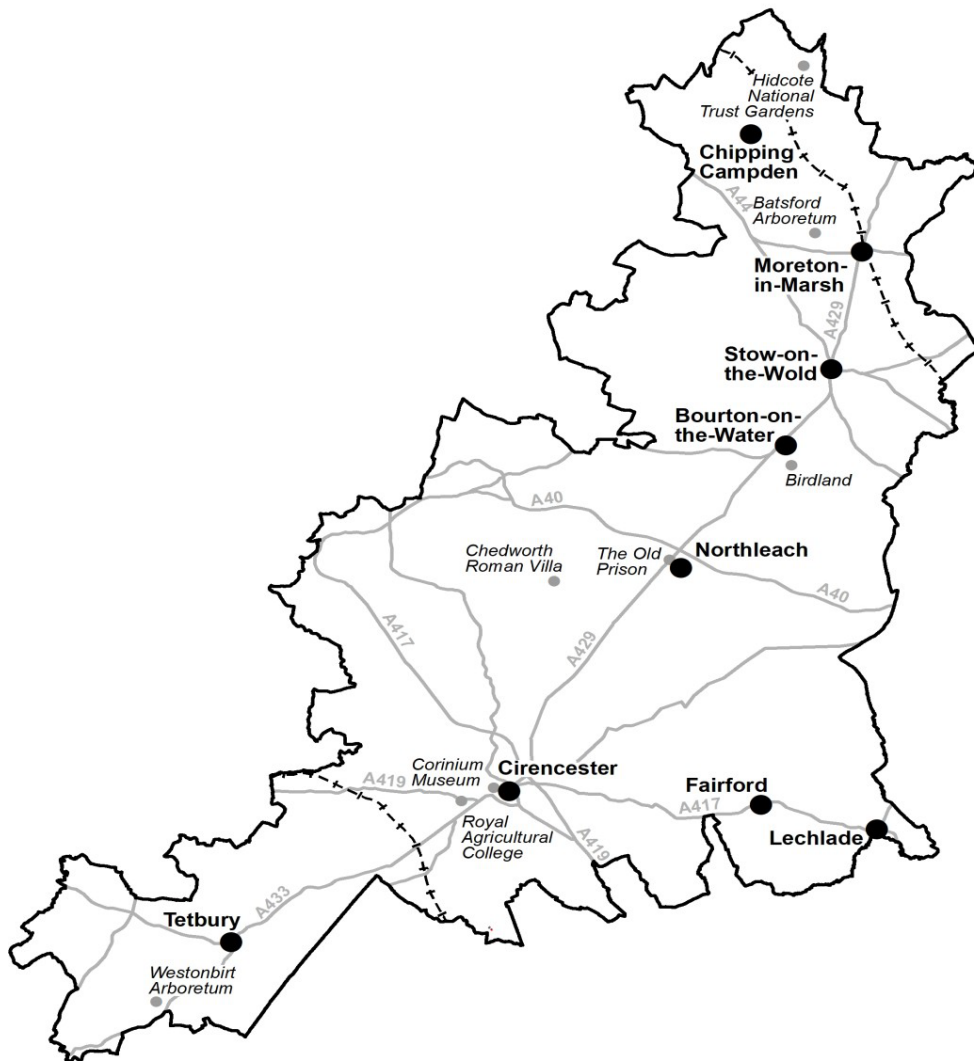 Hidcote
National
Trust Gardens
Chipping
Campden
A44
Batsford
Arboretum
Moreton-
in-Marsh
A429
Stow-on-
the-Wold
Bourton-on-
the-Water
Birdland
A40
Chedworth
Roman Villa
The Old
Prison
Northleach
A40
A417
A429
Corinium
Museum
Cirencester
A419
Royal
Agricultural
College
A419
A417
Fairford
Lechlade
A433
Tetbury
Westonbirt
Arboretum